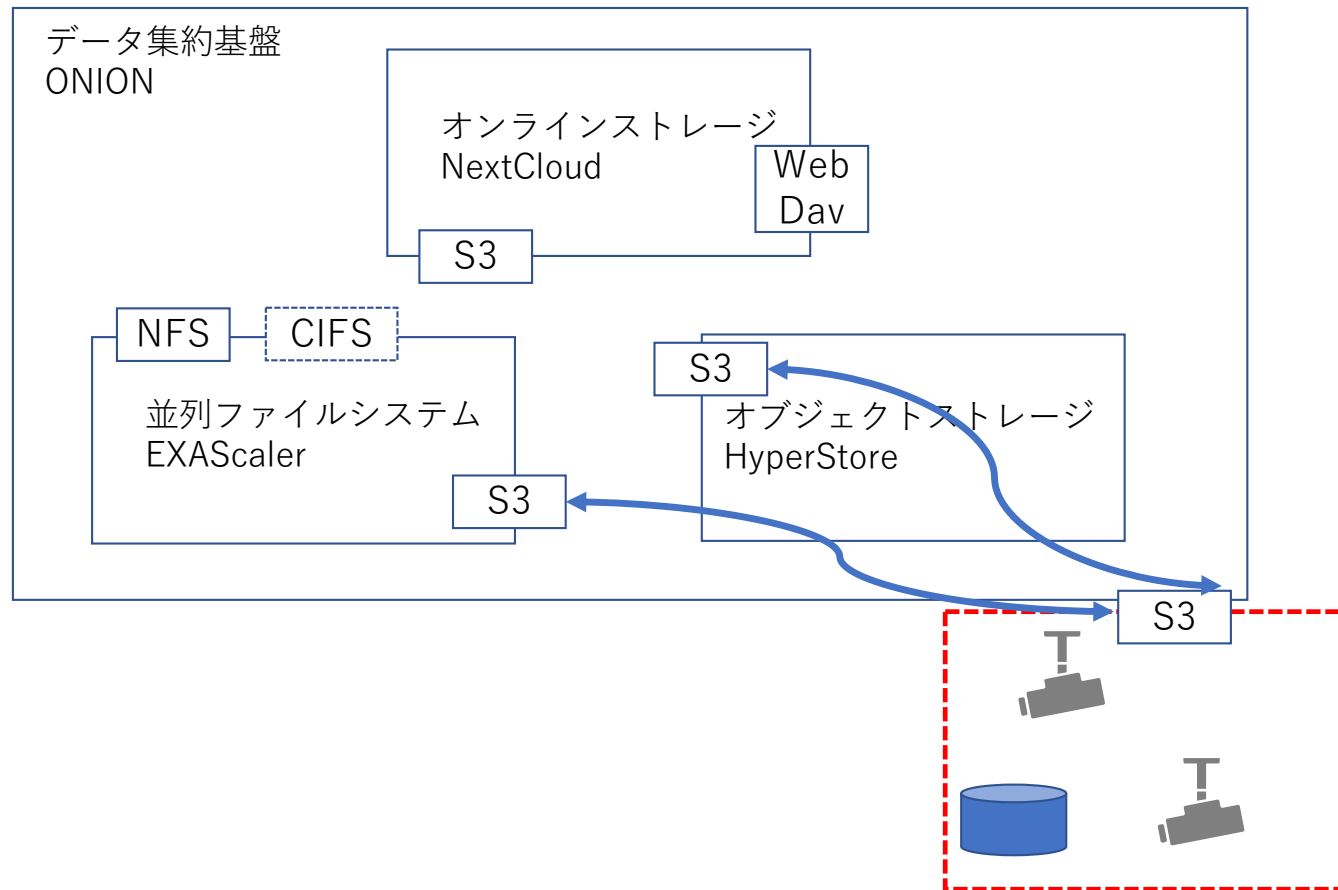 データ集約基盤
ONION
オンラインストレージ
NextCloud
Web
Dav
S3
NFS
CIFS
並列ファイルシステム
EXAScaler
S3
S3
オブジェクトストレージ
HyperStore
S3